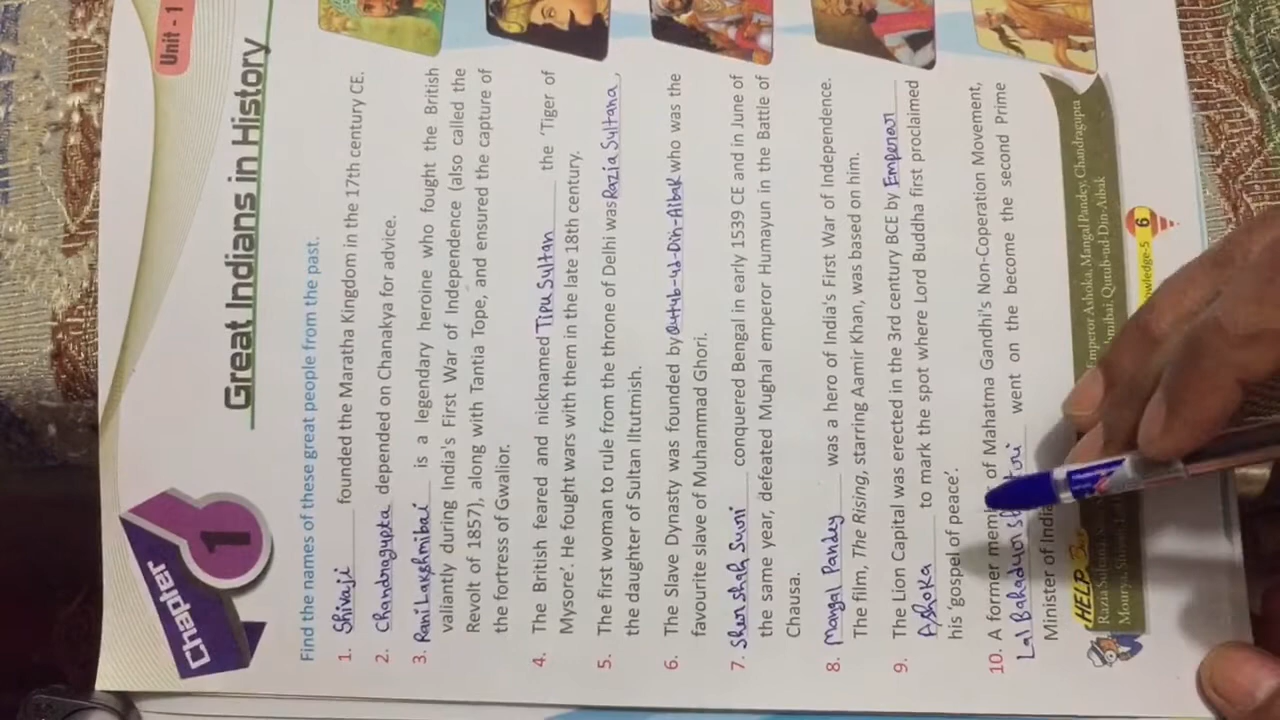 Unit - 1
Chapter
1
Great Indians in History
Find the names of these great people from the past.
1. Shivaji founded the Maratha Kingdom in the 17th century CE.
2. Chandragupta depended on Chanakya for advice.
3. Rani Lakshmibai is a legendary heroine who fought the British
valiantly during India's First War of Independence (also called the
Revolt of 1857), along with Tantia Tope, and ensured the capture of
the fortress of Gwalior.
4. The British feared and nicknamed Tipu Sultan the 'Tiger of
Mysore'. He fought wars with them in the late 18th century.
5. The first woman to rule from the throne of Delhi was Razia Sultana,
the daughter of Sultan Iltutmish.
6. The Slave Dynasty was founded by Qutub-ud-Din-Aibak who was the
favourite slave of Muhammad Ghori.
7. Sher shah Suri conquered Bengal in early 1539 CE and in June of
the same year, defeated Mughal emperor Humayun in the Battle of
Chausa.
8. Mangal Pandey was a hero of India's First War of Independence.
The film, The Rising, starring Aamir Khan, was based on him.
9. The Lion Capital was erected in the 3rd century BCE by Emperor
Ashoka to mark the spot where Lord Buddha first proclaimed
his 'gospel of peace'.
10. A former of Mahatma Gandhi's Non-Coperation Movement,
Lal Bahadur went on the become the second Prime
Minister of India
HELP Box
Razia Sultana, Emperor Ashoka, Mangal Pandey, Chandragupta
Mourya, Qutub-ud-Din-Aibak
6